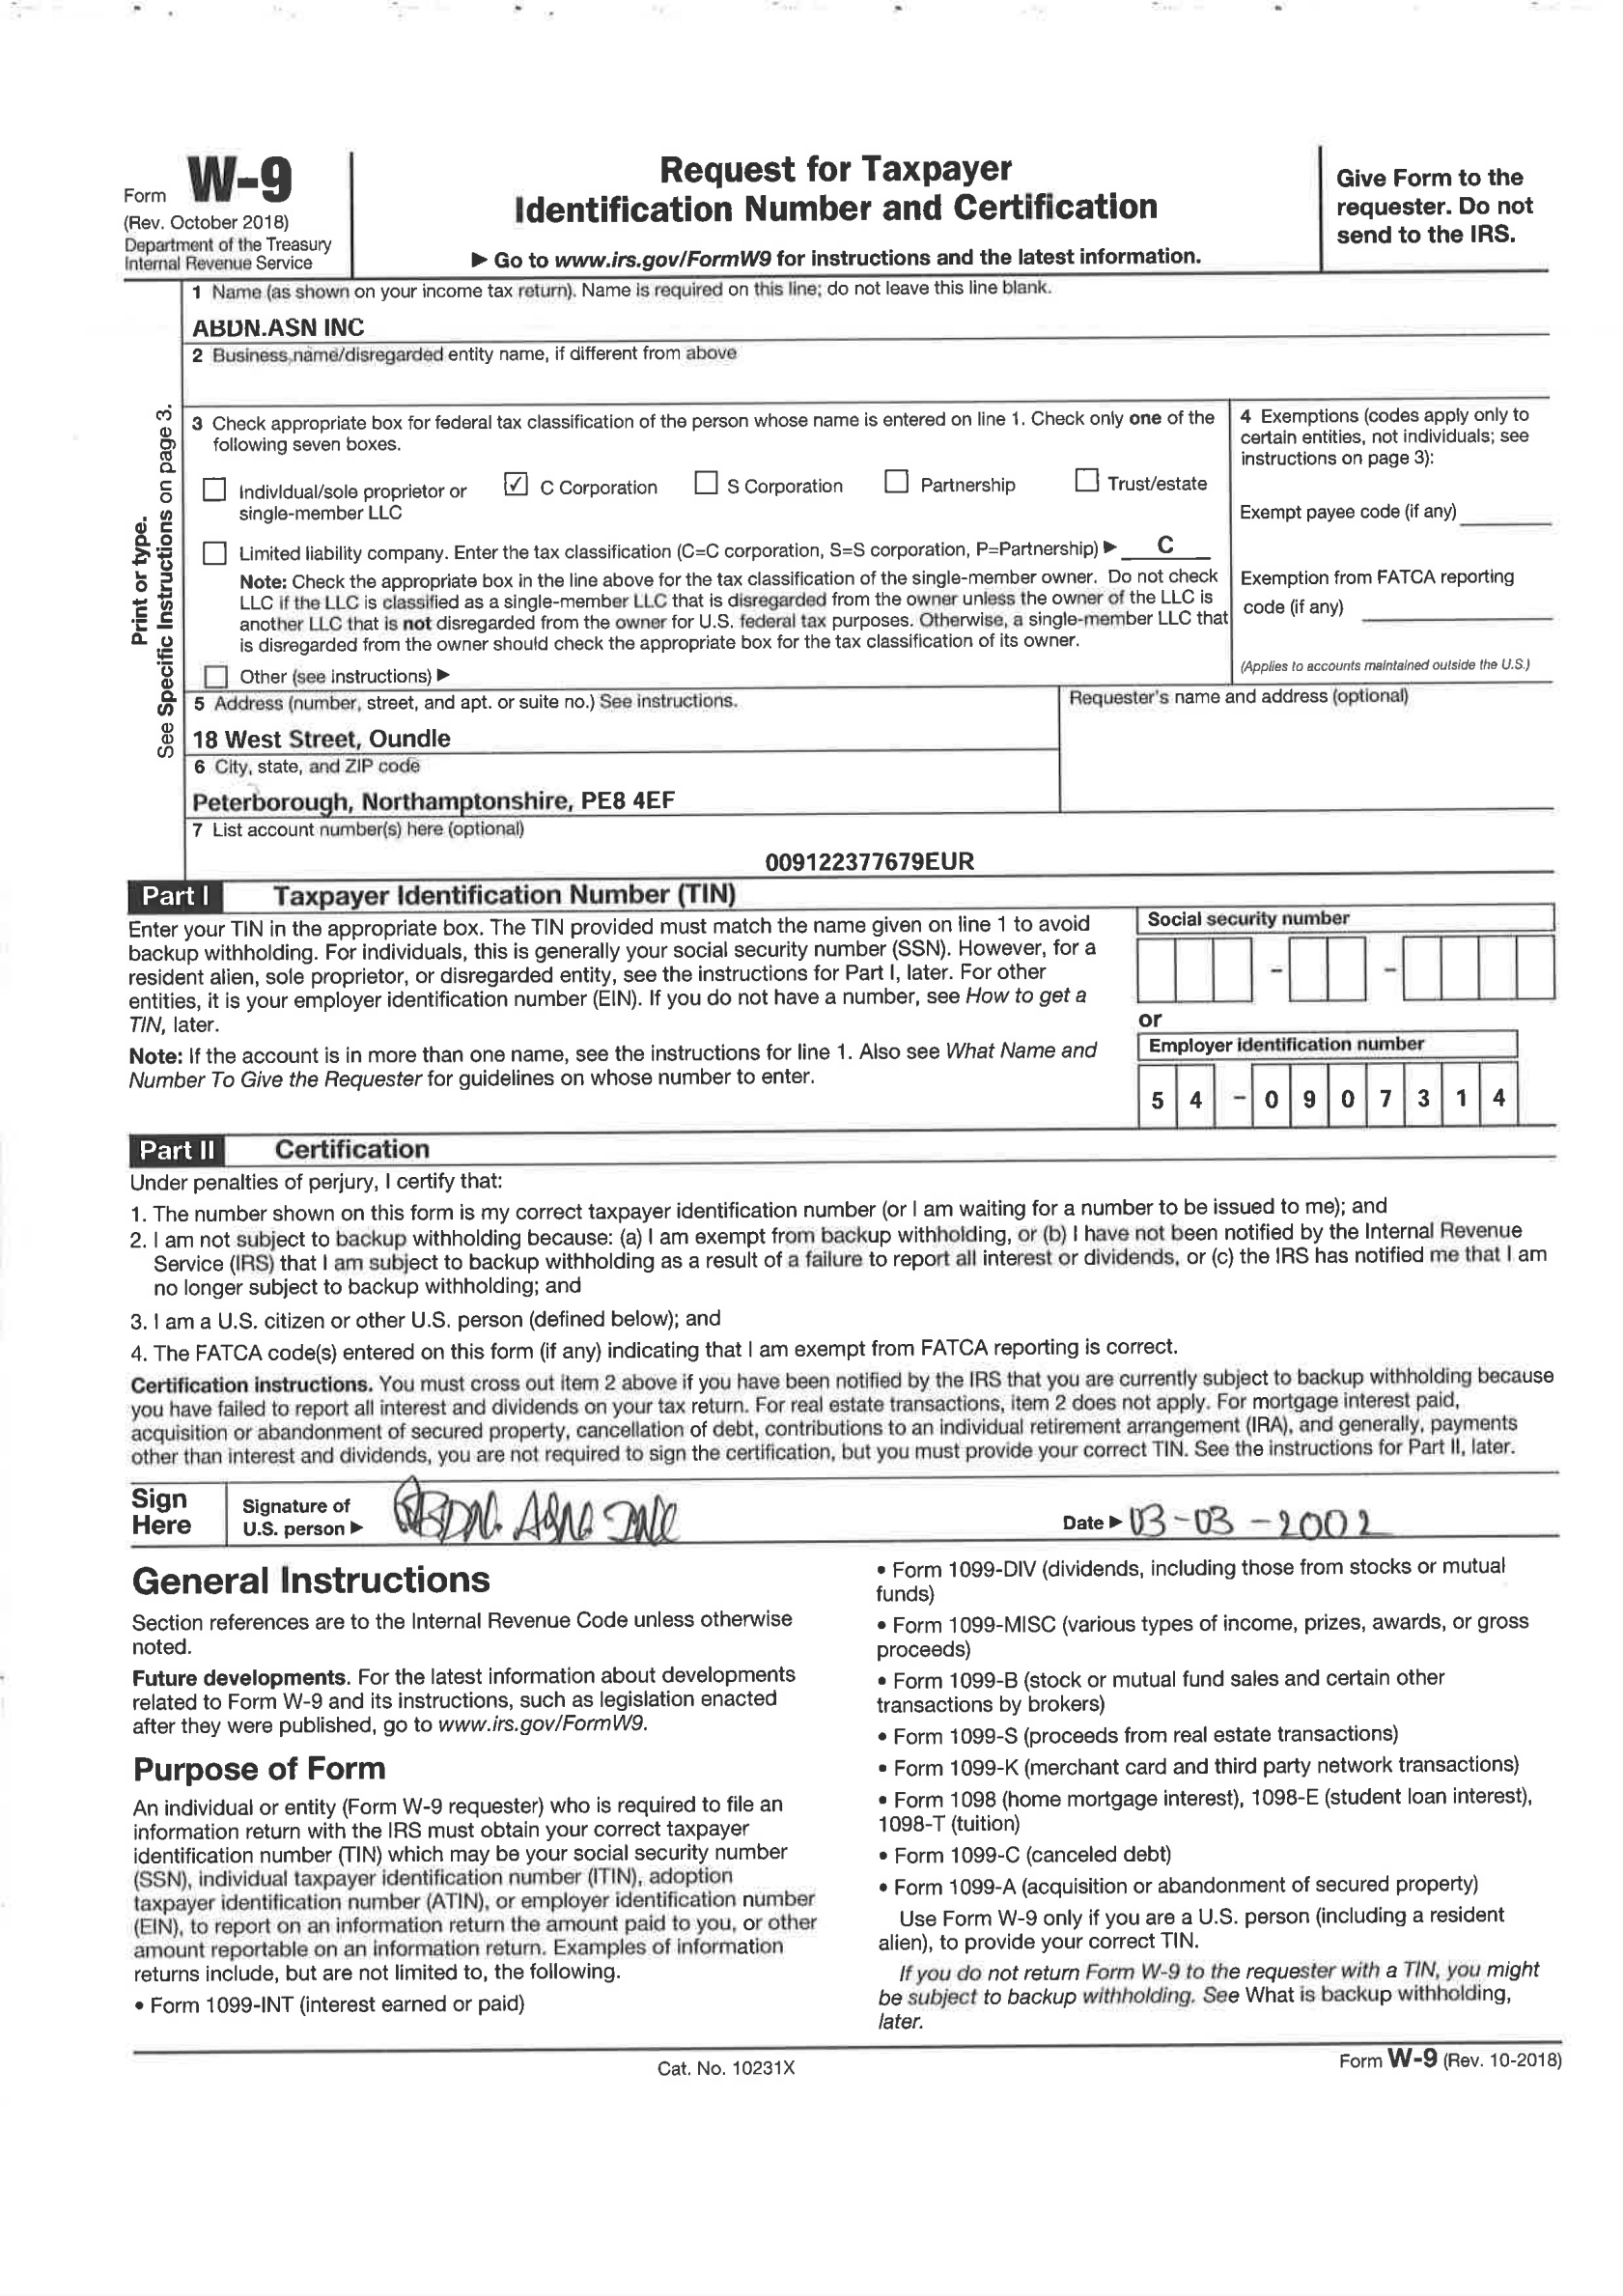 Form W-9
(Rev. October 2018)
Department of the Treasury
Internal Revenue Service
Request for Taxpayer
Identification Number and Certification
▶ Go to www.irs.gov/FormW9 for instructions and the latest information.
Give Form to the
requester. Do not
send to the IRS.
Print or type.
See Specific Instructions on page 3.
1 Name (as shown on your income tax return). Name is required on this line; do not leave this line blank.
ABDN.ASN INC
2 Business name/disregarded entity name, if different from above
3 Check appropriate box for federal tax classification of the person whose name is entered on line 1. Check only one of the
following seven boxes.
☐ Individual/sole proprietor or
single-member LLC
☑ C Corporation
☐ S Corporation
☐ Partnership
☐ Trust/estate
☐ Limited liability company. Enter the tax classification (C=C corporation, S=S corporation, P=Partnership) ▶ C
Note: Check the appropriate box in the line above for the tax classification of the single-member owner. Do not check
LLC if the LLC is classified as a single-member LLC that is disregarded from the owner unless the owner of the LLC is
another LLC that is not disregarded from the owner for U.S. federal tax purposes. Otherwise, a single-member LLC that
is disregarded from the owner should check the appropriate box for the tax classification of its owner.
☐ Other (see instructions) ▶
4 Exemptions (codes apply only to
certain entities, not individuals; see
instructions on page 3):
Exempt payee code (if any)
Exemption from FATCA reporting
code (if any)
(Applies to accounts maintained outside the U.S.)
5 Address (number, street, and apt. or suite no.) See instructions.
18 West Street, Oundle
Requester's name and address (optional)
6 City, state, and ZIP code
Peterborough, Northamptonshire, PE8 4EF
7 List account number(s) here (optional)
009122377679EUR
Part I Taxpayer Identification Number (TIN)
Enter your TIN in the appropriate box. The TIN provided must match the name given on line 1 to avoid
backup withholding. For individuals, this is generally your social security number (SSN). However, for a
resident alien, sole proprietor, or disregarded entity, see the instructions for Part I, later. For other
entities, it is your employer identification number (EIN). If you do not have a number, see How to get a
TIN, later.
Note: If the account is in more than one name, see the instructions for line 1. Also see What Name and
Number To Give the Requester for guidelines on whose number to enter.
Social security number
– –
or
Employer identification number
5 4 – 0 9 0 7 3 1 4
Part II Certification
Under penalties of perjury, I certify that:
1. The number shown on this form is my correct taxpayer identification number (or I am waiting for a number to be issued to me); and
2. I am not subject to backup withholding because: (a) I am exempt from backup withholding, or (b) I have not been notified by the Internal Revenue
Service (IRS) that I am subject to backup withholding as a result of a failure to report all interest or dividends, or (c) the IRS has notified me that I am
no longer subject to backup withholding; and
3. I am a U.S. citizen or other U.S. person (defined below); and
4. The FATCA code(s) entered on this form (if any) indicating that I am exempt from FATCA reporting is correct.
Certification instructions. You must cross out item 2 above if you have been notified by the IRS that you are currently subject to backup withholding because
you have failed to report all interest and dividends on your tax return. For real estate transactions, item 2 does not apply. For mortgage interest paid,
acquisition or abandonment of secured property, cancellation of debt, contributions to an individual retirement arrangement (IRA), and generally, payments
other than interest and dividends, you are not required to sign the certification, but you must provide your correct TIN. See the instructions for Part II, later.
Sign
Here
Signature of
U.S. person ▶
Date ▶ 03-03-2002
General Instructions
Section references are to the Internal Revenue Code unless otherwise
noted.
Future developments. For the latest information about developments
related to Form W-9 and its instructions, such as legislation enacted
after they were published, go to www.irs.gov/FormW9.
Purpose of Form
An individual or entity (Form W-9 requester) who is required to file an
information return with the IRS must obtain your correct taxpayer
identification number (TIN) which may be your social security number
(SSN), individual taxpayer identification number (ITIN), adoption
taxpayer identification number (ATIN), or employer identification number
(EIN), to report on an information return the amount paid to you, or other
amount reportable on an information return. Examples of information
returns include, but are not limited to, the following.
• Form 1099-INT (interest earned or paid)
• Form 1099-DIV (dividends, including those from stocks or mutual
funds)
• Form 1099-MISC (various types of income, prizes, awards, or gross
proceeds)
• Form 1099-B (stock or mutual fund sales and certain other
transactions by brokers)
• Form 1099-S (proceeds from real estate transactions)
• Form 1099-K (merchant card and third party network transactions)
• Form 1098 (home mortgage interest), 1098-E (student loan interest),
1098-T (tuition)
• Form 1099-C (canceled debt)
• Form 1099-A (acquisition or abandonment of secured property)
Use Form W-9 only if you are a U.S. person (including a resident
alien), to provide your correct TIN.
If you do not return Form W-9 to the requester with a TIN, you might
be subject to backup withholding. See What is backup withholding,
later.
Cat. No. 10231X
Form W-9 (Rev. 10-2018)